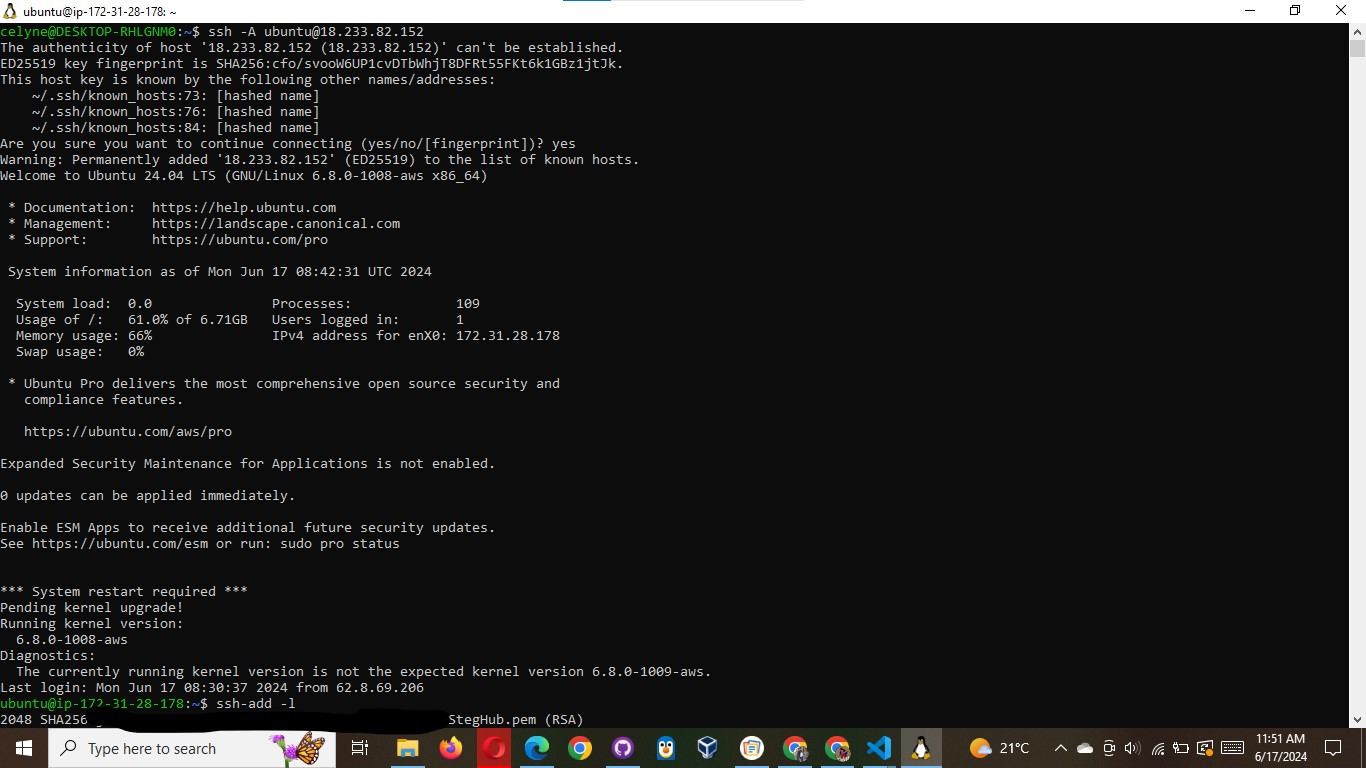 ubuntu@ip-172-31-28-178: ~
celyne@DESKTOP-RHLGNM0:~$ ssh -A ubuntu@18.233.82.152
The authenticity of host '18.233.82.152 (18.233.82.152)' can't be established.
ED25519 key fingerprint is SHA256:cfo/svooW6UP1cvDTbWhjT8DFRt55FKt6k1GBz1jtJk.
This host key is known by the following other names/addresses:
    ~/.ssh/known_hosts:73: [hashed name]
    ~/.ssh/known_hosts:76: [hashed name]
    ~/.ssh/known_hosts:84: [hashed name]
Are you sure you want to continue connecting (yes/no/[fingerprint])? yes
Warning: Permanently added '18.233.82.152' (ED25519) to the list of known hosts.
Welcome to Ubuntu 24.04 LTS (GNU/Linux 6.8.0-1008-aws x86_64)
 * Documentation:  https://help.ubuntu.com
 * Management:     https://landscape.canonical.com
 * Support:        https://ubuntu.com/pro
 System information as of Mon Jun 17 08:42:31 UTC 2024
  System load:  0.0               Processes:             109
  Usage of /:   61.0% of 6.71GB   Users logged in:       1
  Memory usage: 66%               IPv4 address for enX0: 172.31.28.178
  Swap usage:   0%
 * Ubuntu Pro delivers the most comprehensive open source security and
   compliance features.
   https://ubuntu.com/aws/pro
Expanded Security Maintenance for Applications is not enabled.
0 updates can be applied immediately.
Enable ESM Apps to receive additional future security updates.
See https://ubuntu.com/esm or run: sudo pro status
*** System restart required ***
Pending kernel upgrade!
Running kernel version:
  6.8.0-1008-aws
Diagnostics:
  The currently running kernel version is not the expected kernel version 6.8.0-1009-aws.
Last login: Mon Jun 17 08:30:37 2024 from 62.8.69.206
ubuntu@ip-172-31-28-178:~$ ssh-add -l
2048 SHA256 StegHub.pem (RSA)
Type here to search
21°C
11:51 AM
6/17/2024